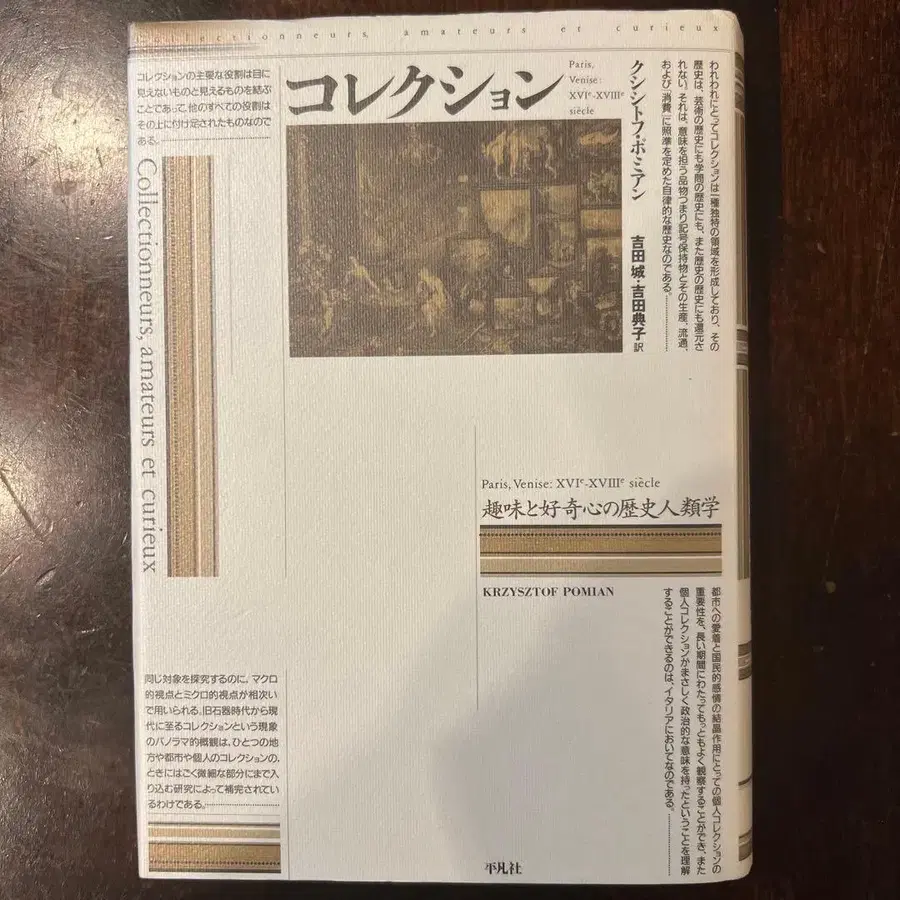 Collectionneurs, amateurs et curieux
コレクションの主要な役割は目に
見えないものと見えるものを結ぶ
ことであって、他のすべての役割は
その上に付け足されたものなので
ある。
コレクション
Paris,
Venise:
XVIe-XVIIIe
siècle
クシシトフ・ポミアン
吉田 城・吉田典子 訳
われわれにとってコレクションは一種独特の領域を形成しており、その
歴史は、芸術の歴史にも学問の歴史にも、また歴史の歴史にも還元さ
れない。それは、意味を担う品物つまり記号保持物とその生産、流通、
および「消費」に照準を定めた自律的な歴史なのである。
Collectionneurs, amateurs et curieux
Paris, Venise: XVIe-XVIIIe siècle
趣味と好奇心の歴史人類学
KRZYSZTOF POMIAN
都市への愛着と国民的感情の結晶作用にとっての個人コレクションの
重要性を、長い期間にわたってもっともよく観察することができ、また
個人コレクションがまさしく政治的な意味を持ったということを理解
することができるのは、イタリアにおいてなのである。
同じ対象を探究するのに、マクロ
的視点とミクロ的視点が相次い
で用いられる。旧石器時代から現
代に至るコレクションという現象
のパノラマ的概観は、ひとつの地
方や都市や個人のコレクションの、
ときにはごく微細な部分にまで入
り込む研究によって補完されてい
るわけである。
平凡社